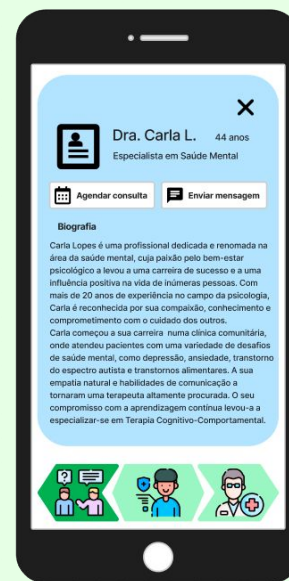 Dra. Carla L. 44 anos
Especialista em Saúde Mental
Agendar consulta Enviar mensagem
Biografia
Carla Lopes é uma profissional dedicada e renomada na
área da saúde mental, cuja paixão pelo bem-estar
psicológico a levou a uma carreira de sucesso e a uma
influência positiva na vida de inúmeras pessoas. Com
mais de 20 anos de experiência no campo da psicologia,
Carla é reconhecida por sua compaixão, conhecimento e
comprometimento com o cuidado dos outros.
Carla começou a sua carreira numa clínica comunitária,
onde atendeu pacientes com uma variedade de desafios
de saúde mental, como depressão, ansiedade, transtorno
do espectro autista e transtornos alimentares. A sua
empatia natural e habilidades de comunicação a
tornaram uma terapeuta altamente procurada. O seu
compromisso com a aprendizagem contínua levou-a a
especializar-se em Terapia Cognitivo-Comportamental.
?